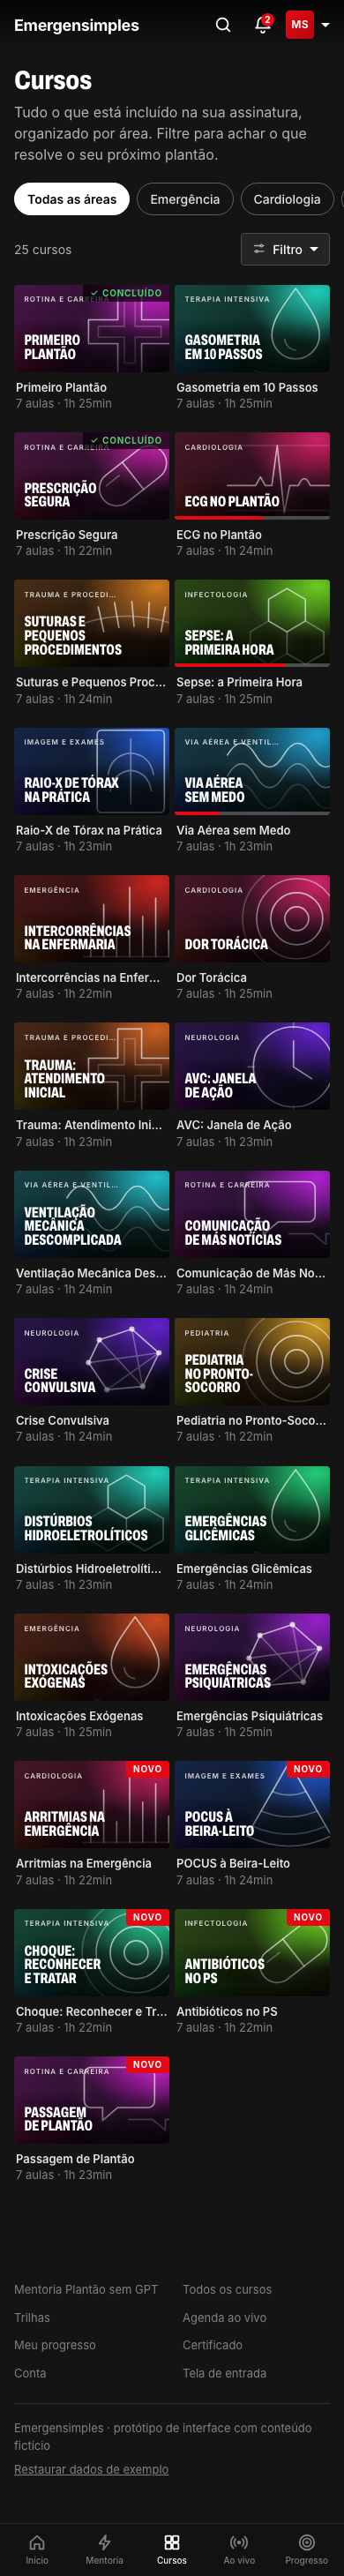 Emergensimples
2
MS
Cursos
Tudo o que está incluído na sua assinatura,
organizado por área. Filtre para achar o que
resolve o seu próximo plantão.
Todas as áreas
Emergência
Cardiologia
25 cursos
Filtro
ROTINA E CARREIRA
✓ CONCLUÍDO
PRIMEIRO
PLANTÃO
Primeiro Plantão
7 aulas · 1h 25min
TERAPIA INTENSIVA
GASOMETRIA
EM 10 PASSOS
Gasometria em 10 Passos
7 aulas · 1h 25min
ROTINA E CARREIRA
✓ CONCLUÍDO
PRESCRIÇÃO
SEGURA
Prescrição Segura
7 aulas · 1h 22min
CARDIOLOGIA
ECG NO PLANTÃO
ECG no Plantão
7 aulas · 1h 24min
TRAUMA E PROCEDI...
SUTURAS E
PEQUENOS
PROCEDIMENTOS
Suturas e Pequenos Proc...
7 aulas · 1h 24min
INFECTOLOGIA
SEPSE: A
PRIMEIRA HORA
Sepse: a Primeira Hora
7 aulas · 1h 25min
IMAGEM E EXAMES
RAIO-X DE TÓRAX
NA PRÁTICA
Raio-X de Tórax na Prática
7 aulas · 1h 23min
VIA AÉREA E VENTIL...
VIA AÉREA
SEM MEDO
Via Aérea sem Medo
7 aulas · 1h 23min
EMERGÊNCIA
INTERCORRÊNCIAS
NA ENFERMARIA
Intercorrências na Enfer...
7 aulas · 1h 22min
CARDIOLOGIA
DOR TORÁCICA
Dor Torácica
7 aulas · 1h 25min
TRAUMA E PROCEDI...
TRAUMA:
ATENDIMENTO
INICIAL
Trauma: Atendimento Ini...
7 aulas · 1h 23min
NEUROLOGIA
AVC: JANELA
DE AÇÃO
AVC: Janela de Ação
7 aulas · 1h 23min
VIA AÉREA E VENTIL...
VENTILAÇÃO
MECÂNICA
DESCOMPLICADA
Ventilação Mecânica Des...
7 aulas · 1h 24min
ROTINA E CARREIRA
COMUNICAÇÃO
DE MÁS NOTÍCIAS
Comunicação de Más No...
7 aulas · 1h 24min
NEUROLOGIA
CRISE
CONVULSIVA
Crise Convulsiva
7 aulas · 1h 24min
PEDIATRIA
PEDIATRIA
NO PRONTO-
SOCORRO
Pediatria no Pronto-Soco...
7 aulas · 1h 22min
TERAPIA INTENSIVA
DISTÚRBIOS
HIDROELETROLÍTICOS
Distúrbios Hidroeletrolíti...
7 aulas · 1h 23min
TERAPIA INTENSIVA
EMERGÊNCIAS
GLICÊMICAS
Emergências Glicêmicas
7 aulas · 1h 24min
EMERGÊNCIA
INTOXICAÇÕES
EXÓGENAS
Intoxicações Exógenas
7 aulas · 1h 25min
NEUROLOGIA
EMERGÊNCIAS
PSIQUIÁTRICAS
Emergências Psiquiátricas
7 aulas · 1h 25min
CARDIOLOGIA
NOVO
ARRITMIAS NA
EMERGÊNCIA
Arritmias na Emergência
7 aulas · 1h 22min
IMAGEM E EXAMES
NOVO
POCUS À
BEIRA-LEITO
POCUS à Beira-Leito
7 aulas · 1h 24min
TERAPIA INTENSIVA
NOVO
CHOQUE:
RECONHECER
E TRATAR
Choque: Reconhecer e Tr...
7 aulas · 1h 22min
INFECTOLOGIA
NOVO
ANTIBIÓTICOS
NO PS
Antibióticos no PS
7 aulas · 1h 22min
ROTINA E CARREIRA
NOVO
PASSAGEM
DE PLANTÃO
Passagem de Plantão
7 aulas · 1h 23min
Mentoria Plantão sem GPT
Todos os cursos
Trilhas
Agenda ao vivo
Meu progresso
Certificado
Conta
Tela de entrada
Emergensimples · protótipo de interface com conteúdo
fictício
Restaurar dados de exemplo
Início
Mentoria
Cursos
Ao vivo
Progresso